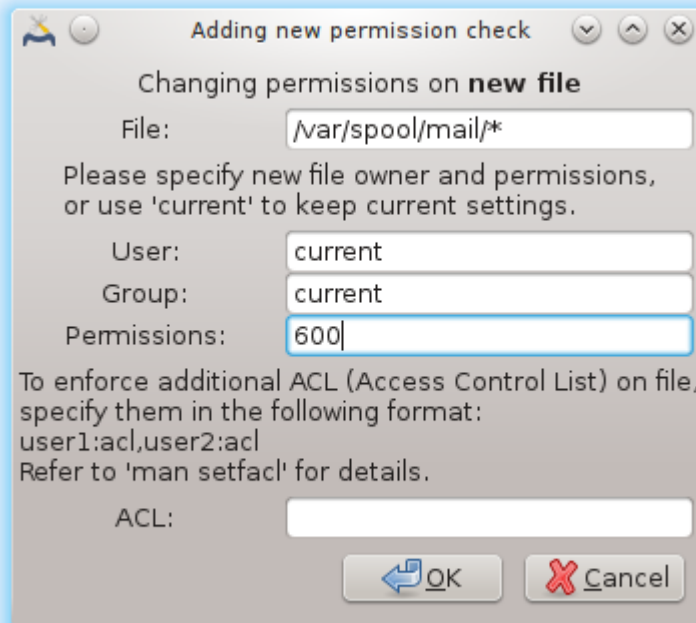 Adding new permission check
Changing permissions on new file
File: /var/spool/mail/*
Please specify new file owner and permissions,
or use 'current' to keep current settings.
User: current
Group: current
Permissions: 600
To enforce additional ACL (Access Control List) on file,
specify them in the following format:
user1:acl,user2:acl
Refer to 'man setfacl' for details.
ACL:
OK Cancel